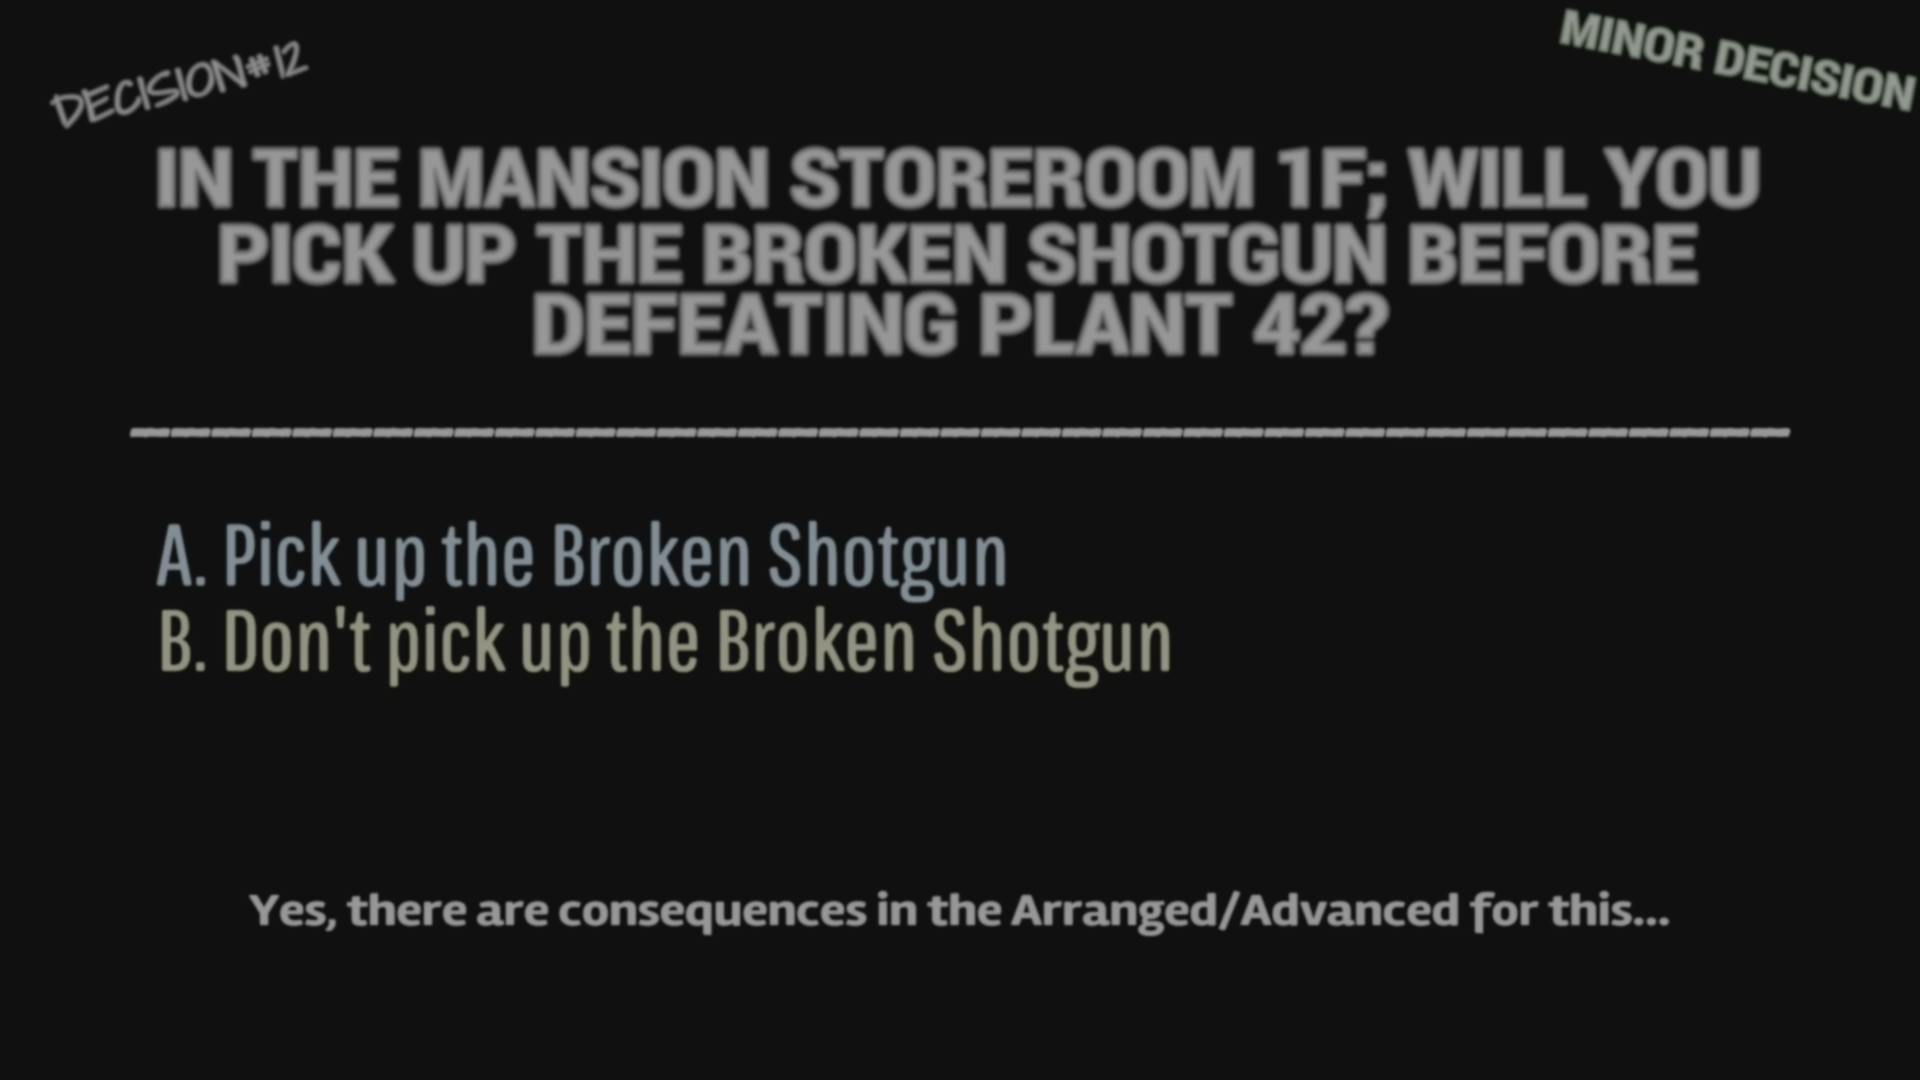 DECISION#12
MINOR DECISION
IN THE MANSION STOREROOM 1F; WILL YOU
PICK UP THE BROKEN SHOTGUN BEFORE
DEFEATING PLANT 42?
A. Pick up the Broken Shotgun
B. Don't pick up the Broken Shotgun
Yes, there are consequences in the Arranged/Advanced for this...